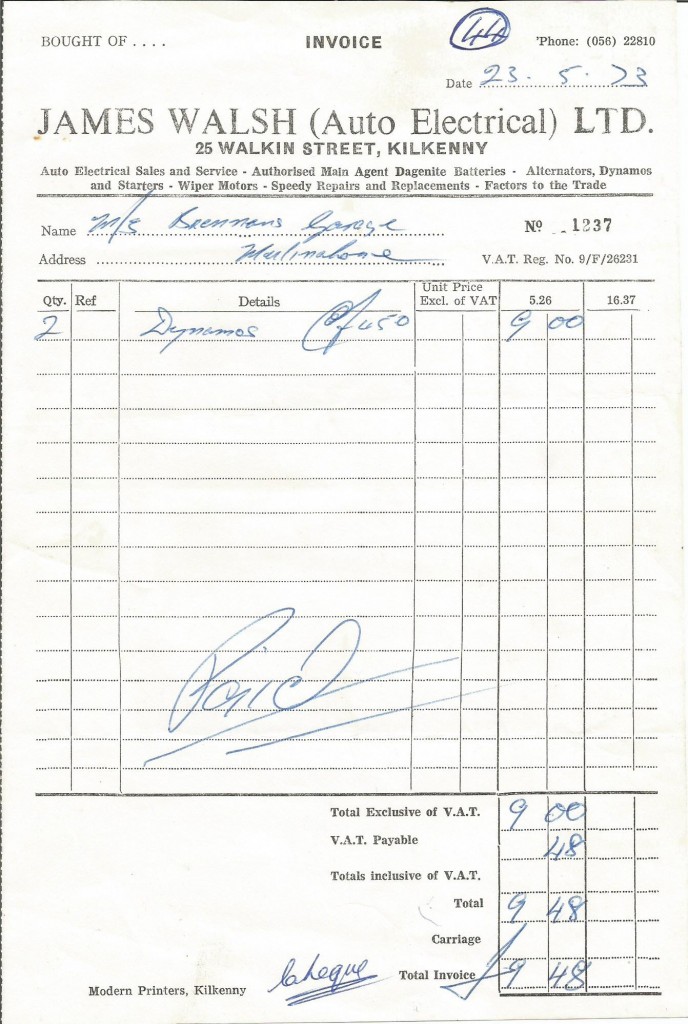 BOUGHT OF . . . . INVOICE 44 'Phone: (056) 22810
Date 23 . 5 . 73
JAMES WALSH (Auto Electrical) LTD.
25 WALKIN STREET, KILKENNY
Auto Electrical Sales and Service - Authorised Main Agent Dagenite Batteries - Alternators, Dynamos
and Starters - Wiper Motors - Speedy Repairs and Replacements - Factors to the Trade
Name M/s Brennans Garage Nº 1237
Address Mullinahone V.A.T. Reg. No. 9/F/26231
Qty. Ref Details Unit Price Excl. of VAT 5.26 16.37
2 Dynamos @ £450 9 00
Paid
Total Exclusive of V.A.T. 9 00
V.A.T. Payable 48
Totals inclusive of V.A.T.
Total 9 48
Carriage
Total Invoice £9 48
Modern Printers, Kilkenny Cheque